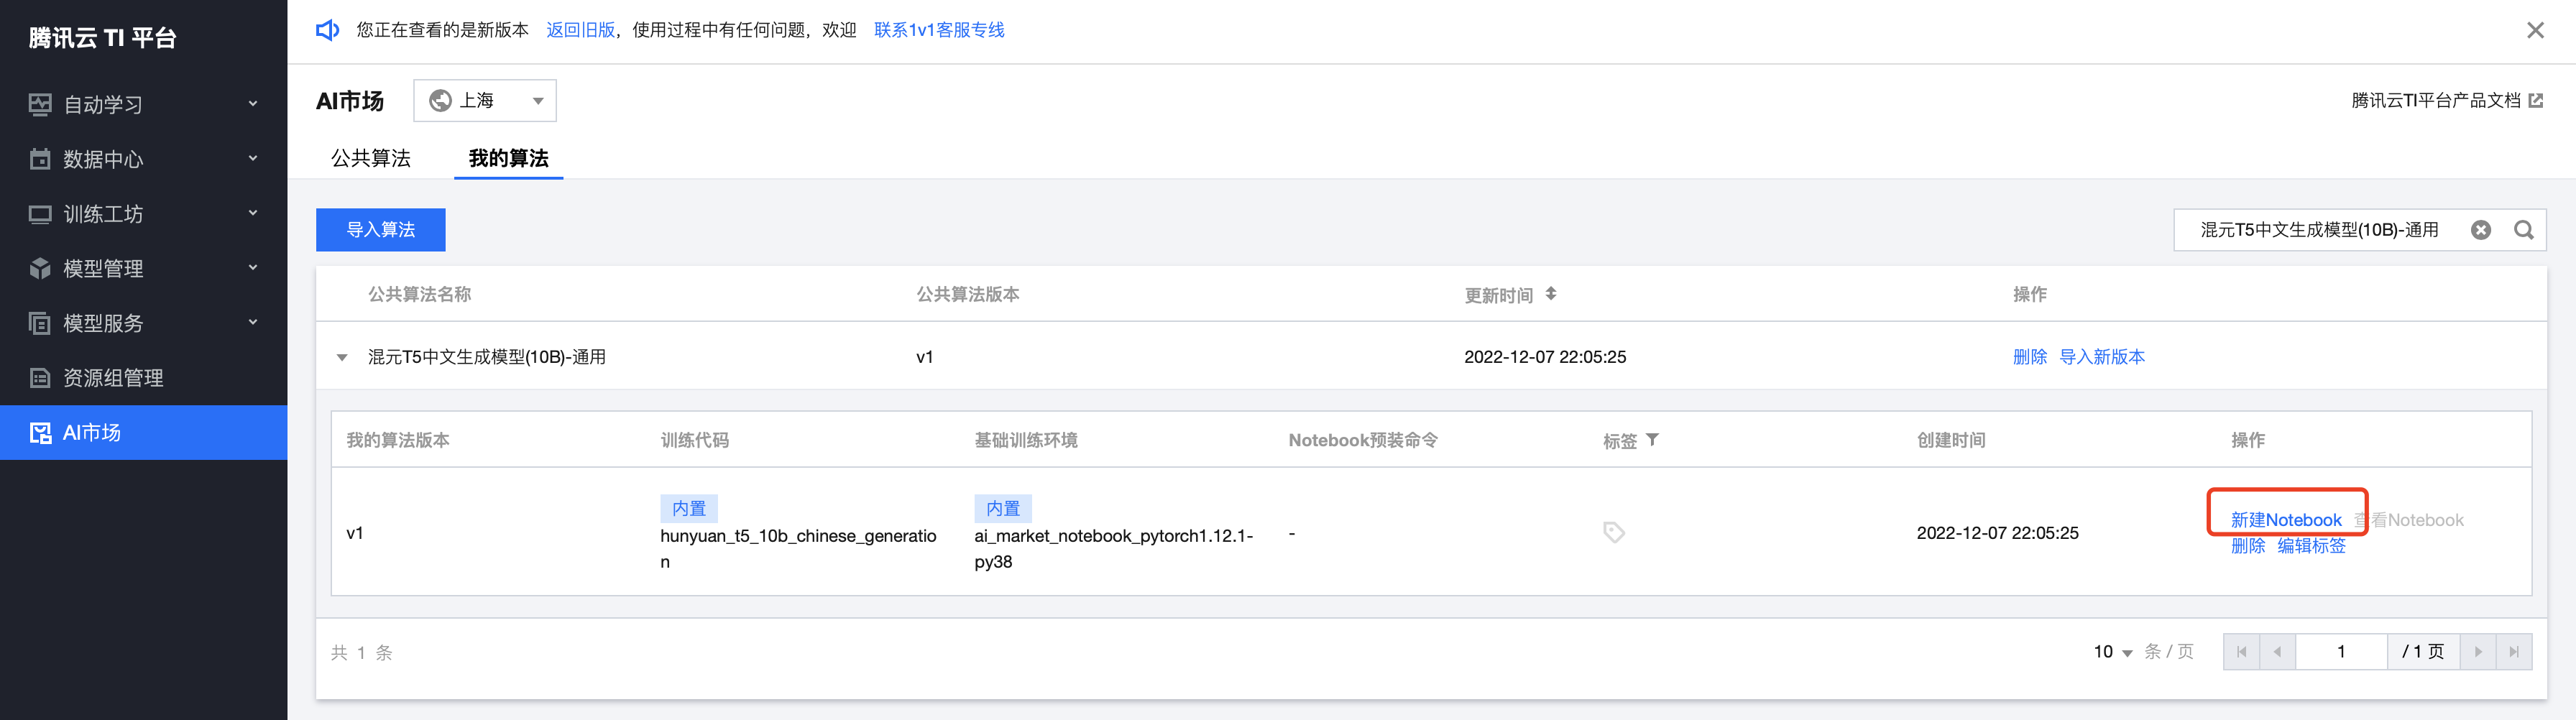 腾讯云 TI 平台
自动学习
数据中心
训练工坊
模型管理
模型服务
资源组管理
AI市场
您正在查看的是新版本 返回旧版，使用过程中有任何问题，欢迎 联系1v1客服专线
AI市场 上海 腾讯云TI平台产品文档
公共算法 我的算法
导入算法 混元T5中文生成模型(10B)-通用
公共算法名称 公共算法版本 更新时间 操作
混元T5中文生成模型(10B)-通用 v1 2022-12-07 22:05:25 删除 导入新版本
我的算法版本 训练代码 基础训练环境 Notebook预装命令 标签 创建时间 操作
内置 内置
v1 hunyuan_t5_10b_chinese_generatio ai_market_notebook_pytorch1.12.1- - 2022-12-07 22:05:25 新建Notebook 查看Notebook
n py38 删除 编辑标签
共 1 条 10 条 / 页 1 / 1 页